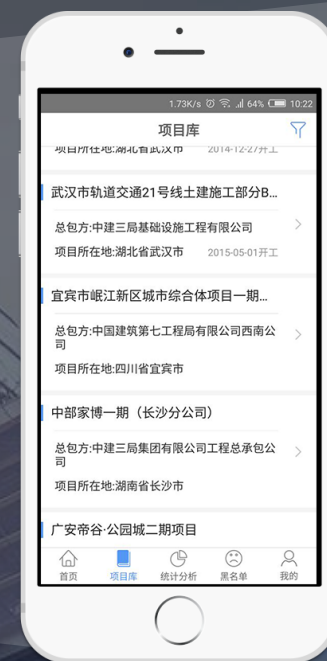 1.73K/s 64% 10:22
项目库
项目所在地:湖北省武汉市 2014-12-27开工
武汉市轨道交通21号线土建施工部分B...
总包方:中建三局基础设施工程有限公司
项目所在地:湖北省武汉市 2015-05-01开工
宜宾市岷江新区城市综合体项目一期...
总包方:中国建筑第七工程局有限公司西南公
司
项目所在地:四川省宜宾市
中部家博一期（长沙分公司）
总包方:中建三局集团有限公司工程总承包公
司
项目所在地:湖南省长沙市
广安帝谷·公园城二期项目
首页 项目库 统计分析 黑名单 我的